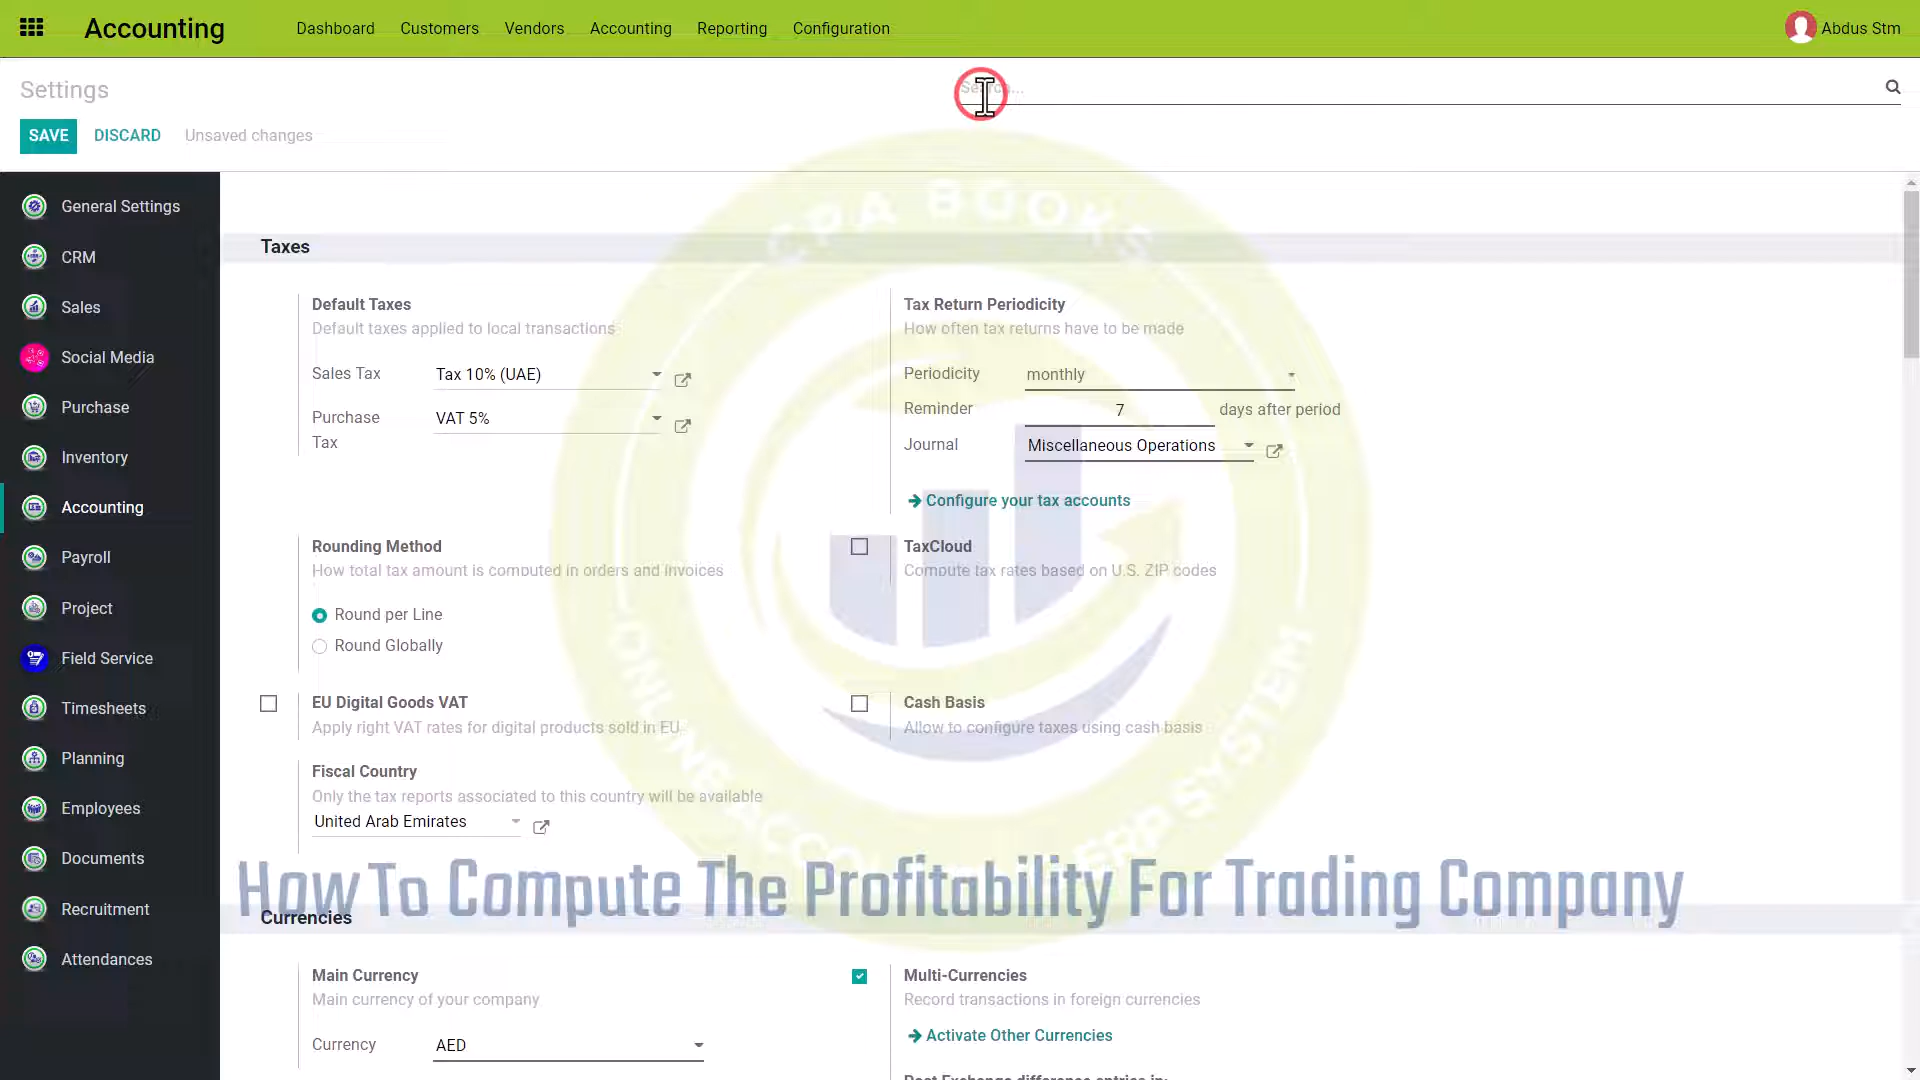 Accounting
Dashboard
Customers
Vendors
Accounting
Reporting
Configuration
Abdus Stm
Settings
Search...
SAVE
DISCARD
Unsaved changes
General Settings
CRM
Sales
Social Media
Purchase
Inventory
Accounting
Payroll
Project
Field Service
Timesheets
Planning
Employees
Documents
Recruitment
Attendances
Taxes
Default Taxes
Default taxes applied to local transactions
Sales Tax
Tax 10% (UAE)
Purchase
Tax
VAT 5%
Tax Return Periodicity
How often tax returns have to be made
Periodicity
monthly
Reminder
7
days after period
Journal
Miscellaneous Operations
Configure your tax accounts
Rounding Method
How total tax amount is computed in orders and invoices
Round per Line
Round Globally
TaxCloud
Compute tax rates based on U.S. ZIP codes
EU Digital Goods VAT
Apply right VAT rates for digital products sold in EU
Cash Basis
Allow to configure taxes using cash basis
Fiscal Country
Only the tax reports associated to this country will be available
United Arab Emirates
How To Compute The Profitability For Trading Company
Currencies
Main Currency
Main currency of your company
Currency
AED
Multi-Currencies
Record transactions in foreign currencies
Activate Other Currencies
CPA BOOKS
ERP SYSTEM